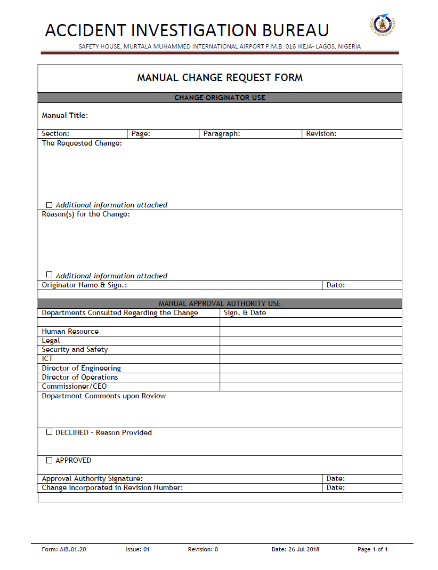 ACCIDENT INVESTIGATION BUREAU
SAFETY HOUSE, MURTALA MUHAMMED INTERNATIONAL AIRPORT P.M.B. 016 IKEJA- LAGOS, NIGERIA
MANUAL CHANGE REQUEST FORM
CHANGE ORIGINATOR USE
Manual Title:
Section: Page: Paragraph: Revision:
The Requested Change:
Additional information attached
Reason(s) for the Change:
Additional information attached
Originator Name & Sign.: Date:
MANUAL APPROVAL AUTHORITY USE
Departments Consulted Regarding the Change Sign. & Date
Human Resource
Legal
Security and Safety
ICT
Director of Engineering
Director of Operations
Commissioner/CEO
Department Comments upon Review
DECLINED - Reason Provided
APPROVED
Approval Authority Signature: Date:
Change Incorporated in Revision Number: Date:
Form: AIB.01.20 Issue: 01 Revision: 0 Date: 26 Jul 2018 Page 1 of 1